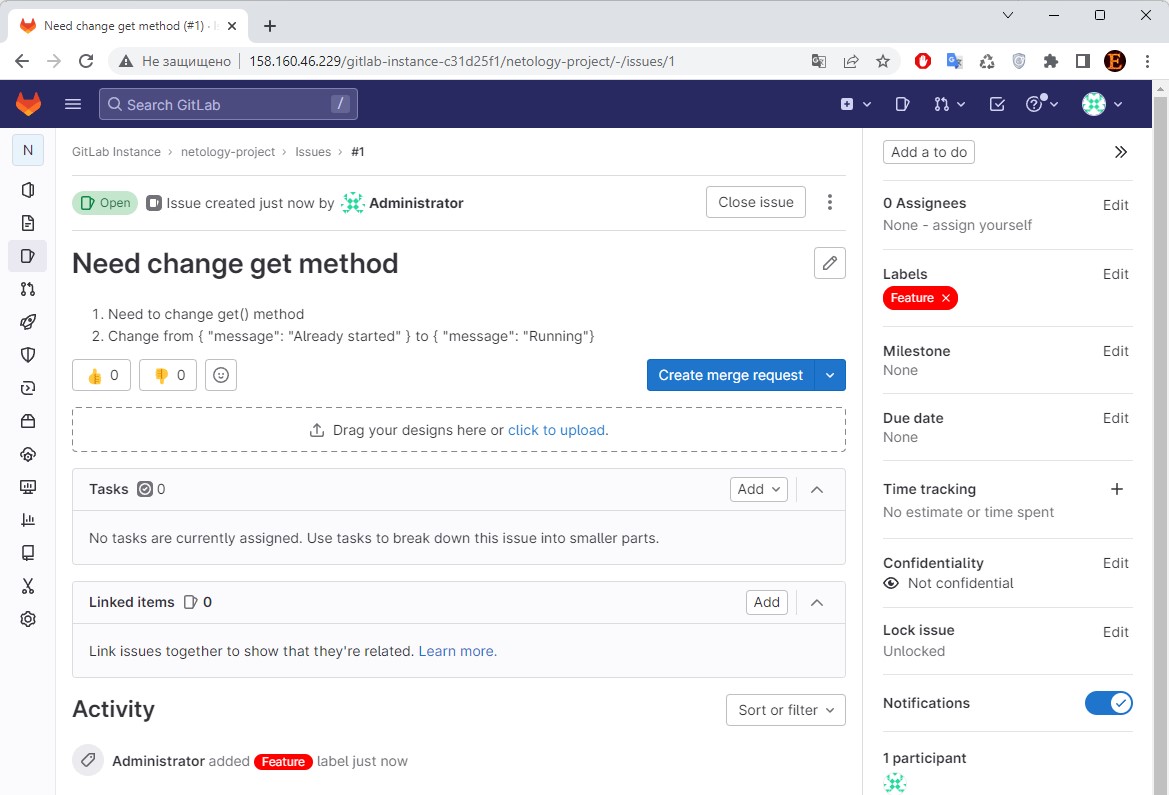 Need change get method (#1) · I
Не защищено
158.160.46.229/gitlab-instance-c31d25f1/netology-project/-/issues/1
E
Search GitLab
/
N
GitLab Instance › netology-project › Issues › #1
Open
Issue created just now by Administrator
Close issue
Need change get method
1. Need to change get() method
2. Change from { "message": "Already started" } to { "message": "Running"}
0
0
Create merge request
Drag your designs here or click to upload.
Tasks 0
Add
No tasks are currently assigned. Use tasks to break down this issue into smaller parts.
Linked items 0
Add
Link issues together to show that they're related. Learn more.
Activity
Sort or filter
Administrator added Feature label just now
Add a to do
0 Assignees
Edit
None - assign yourself
Labels
Edit
Feature ×
Milestone
Edit
None
Due date
Edit
None
Time tracking
+
No estimate or time spent
Confidentiality
Edit
Not confidential
Lock issue
Edit
Unlocked
Notifications
1 participant